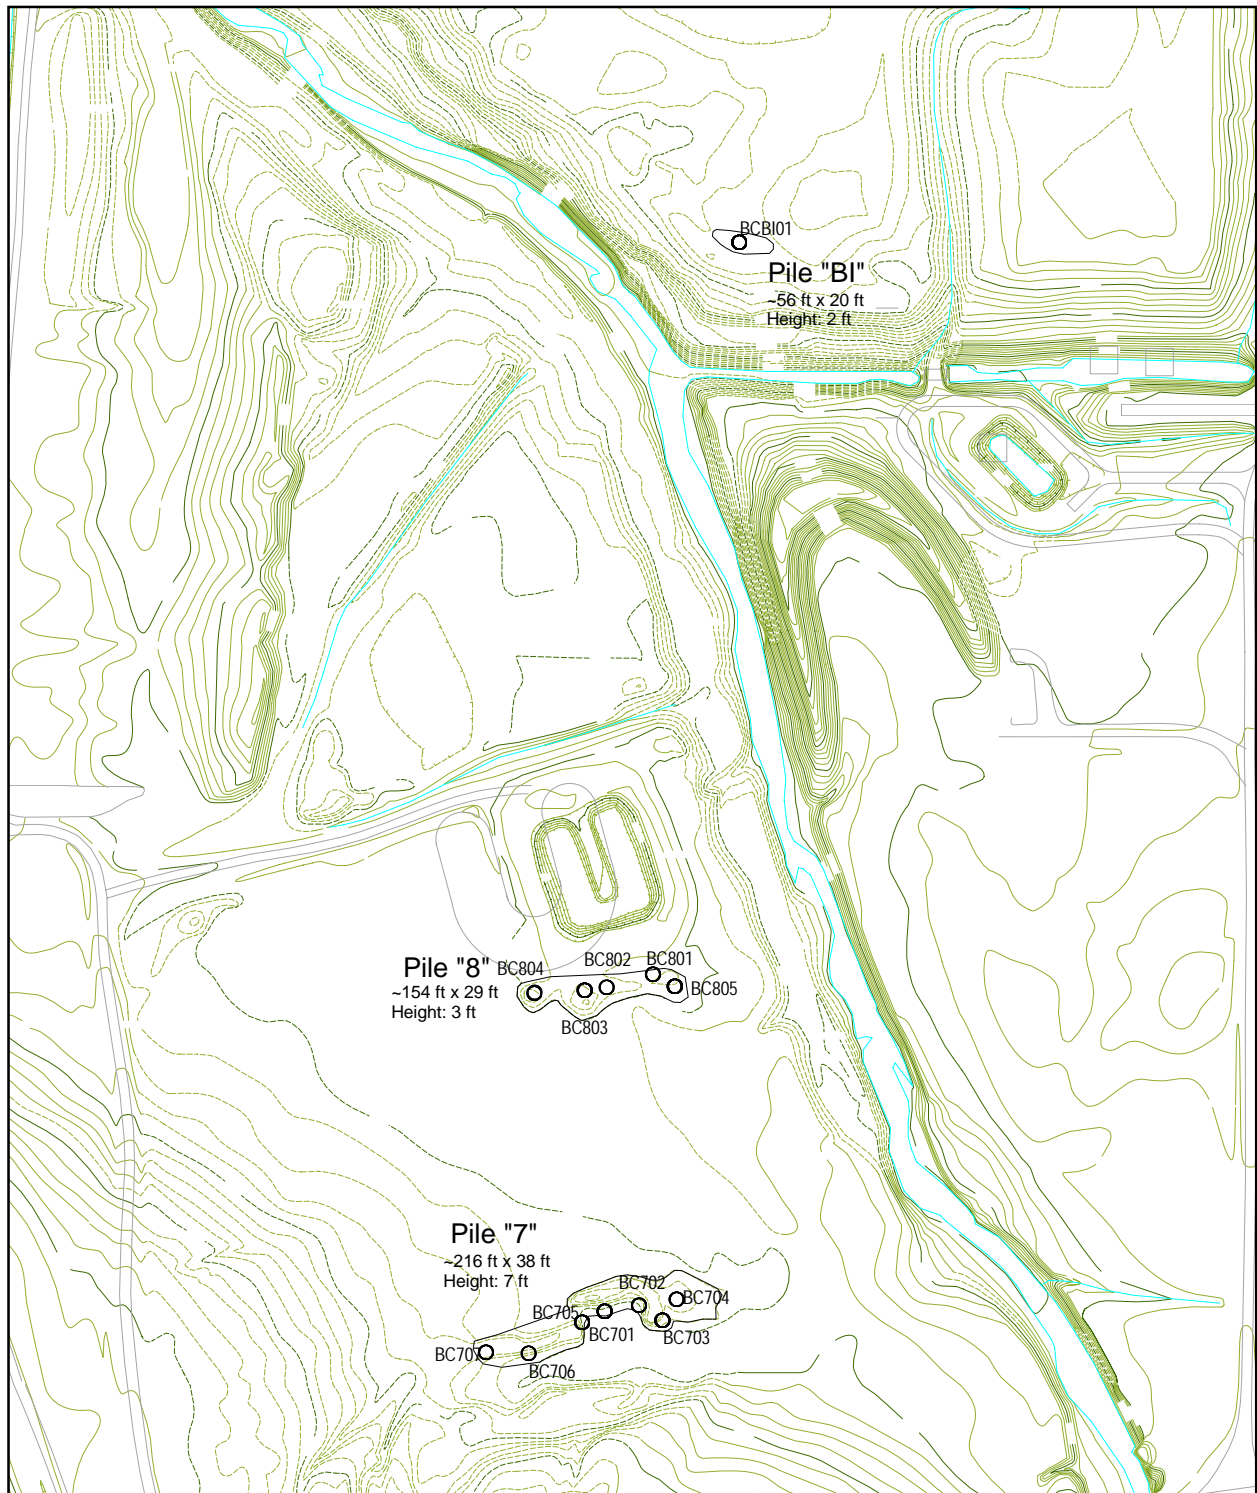 BCBI01
Pile "BI"
~56 ft x 20 ft
Height: 2 ft
BC802
BC801
Pile "8"
BC804
~154 ft x 29 ft
BC805
Height: 3 ft
BC803
Pile "7"
~216 ft x 38 ft
Height: 7 ft
BC702
BC704
BC705
BC701
BC703
BC707
BC706